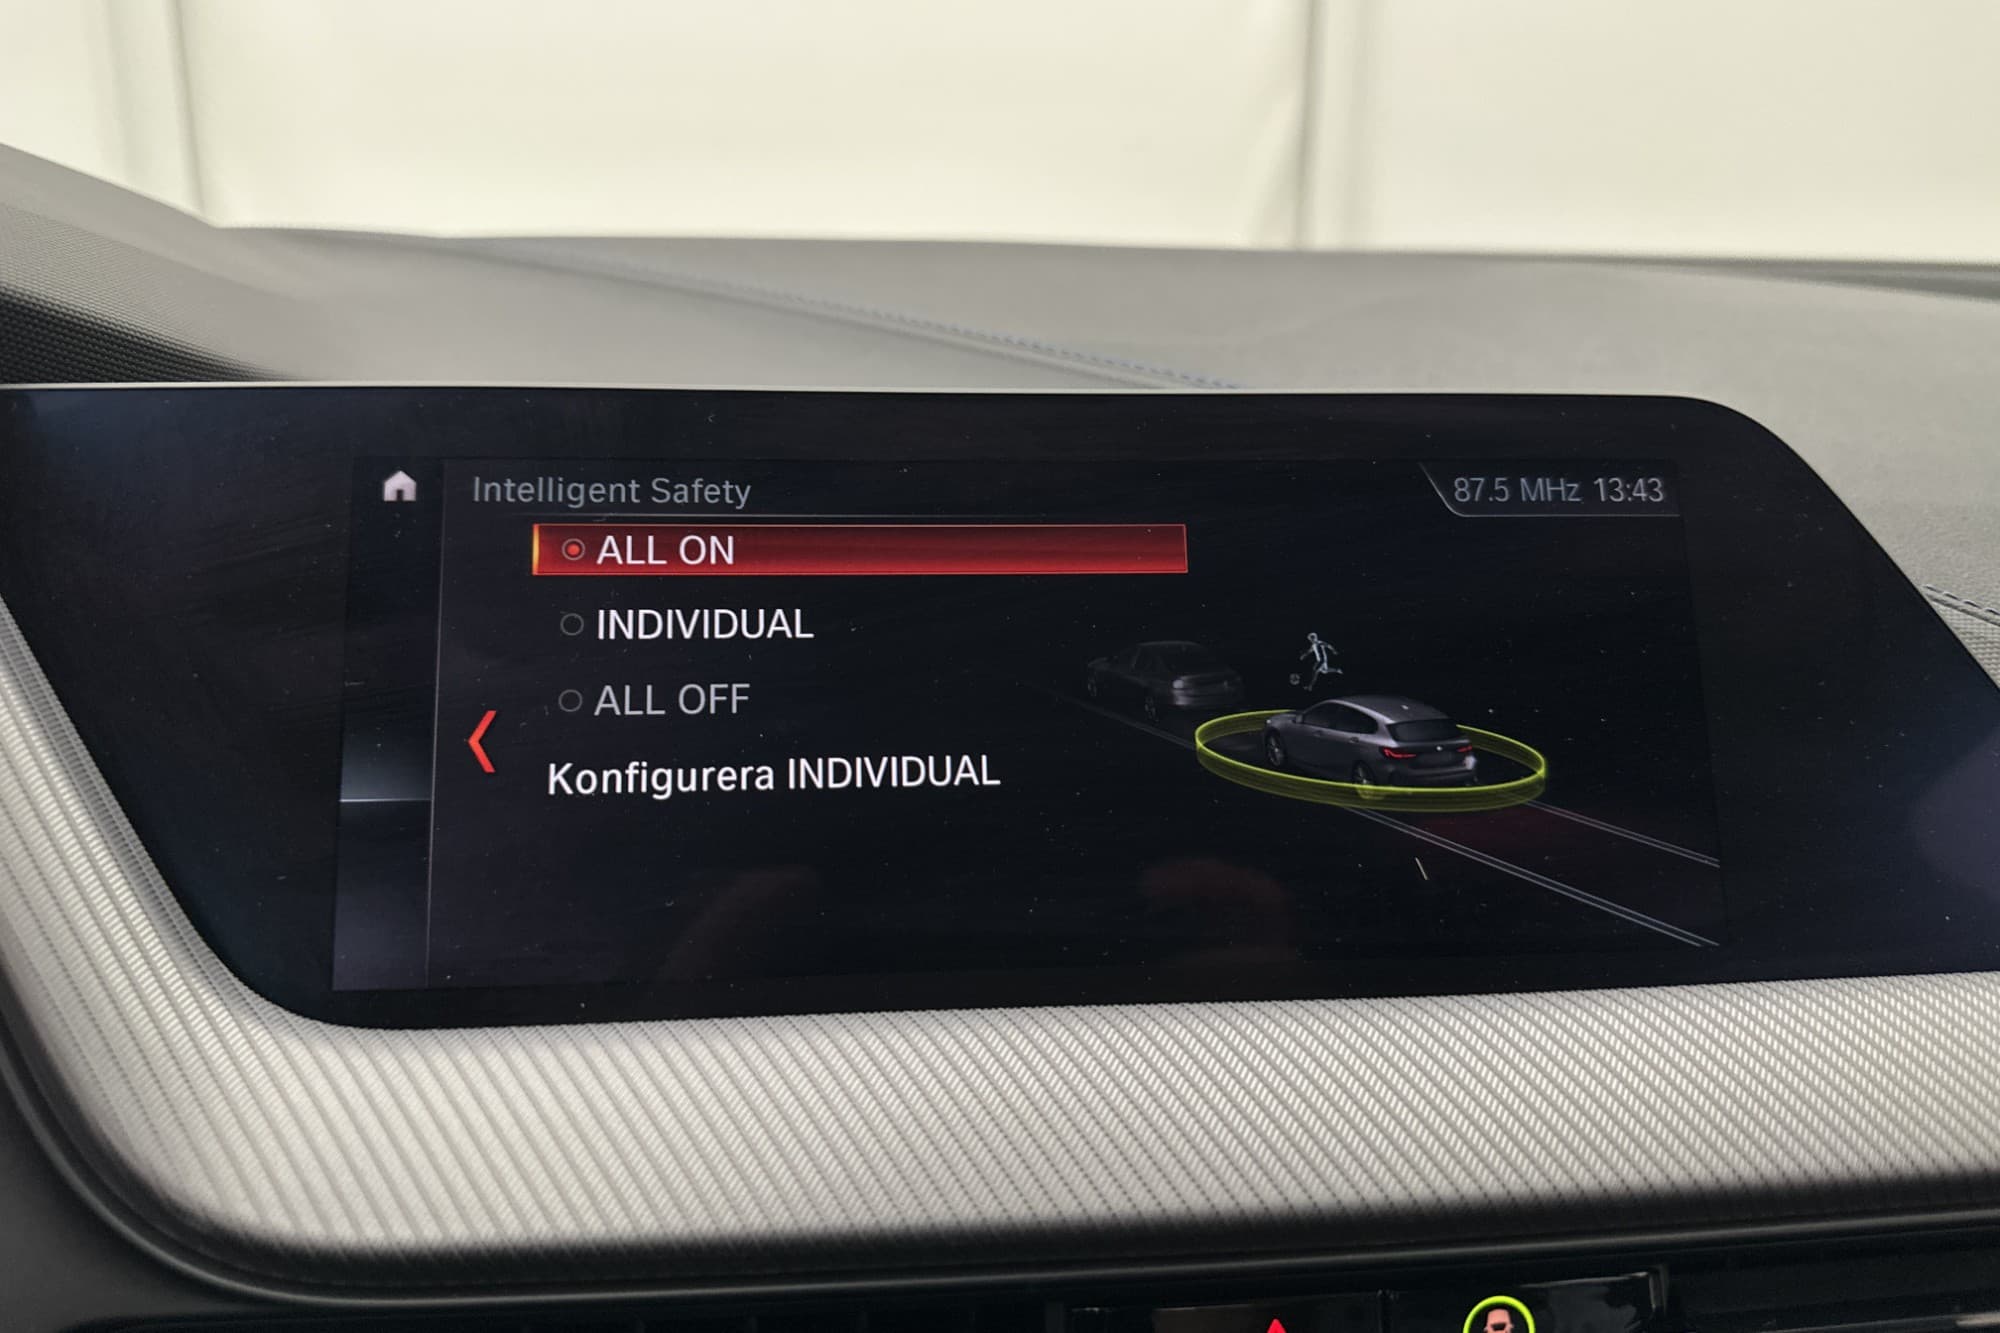 Intelligent Safety
87.5 MHz 13:43
ALL ON
INDIVIDUAL
ALL OFF
Konfigurera INDIVIDUAL